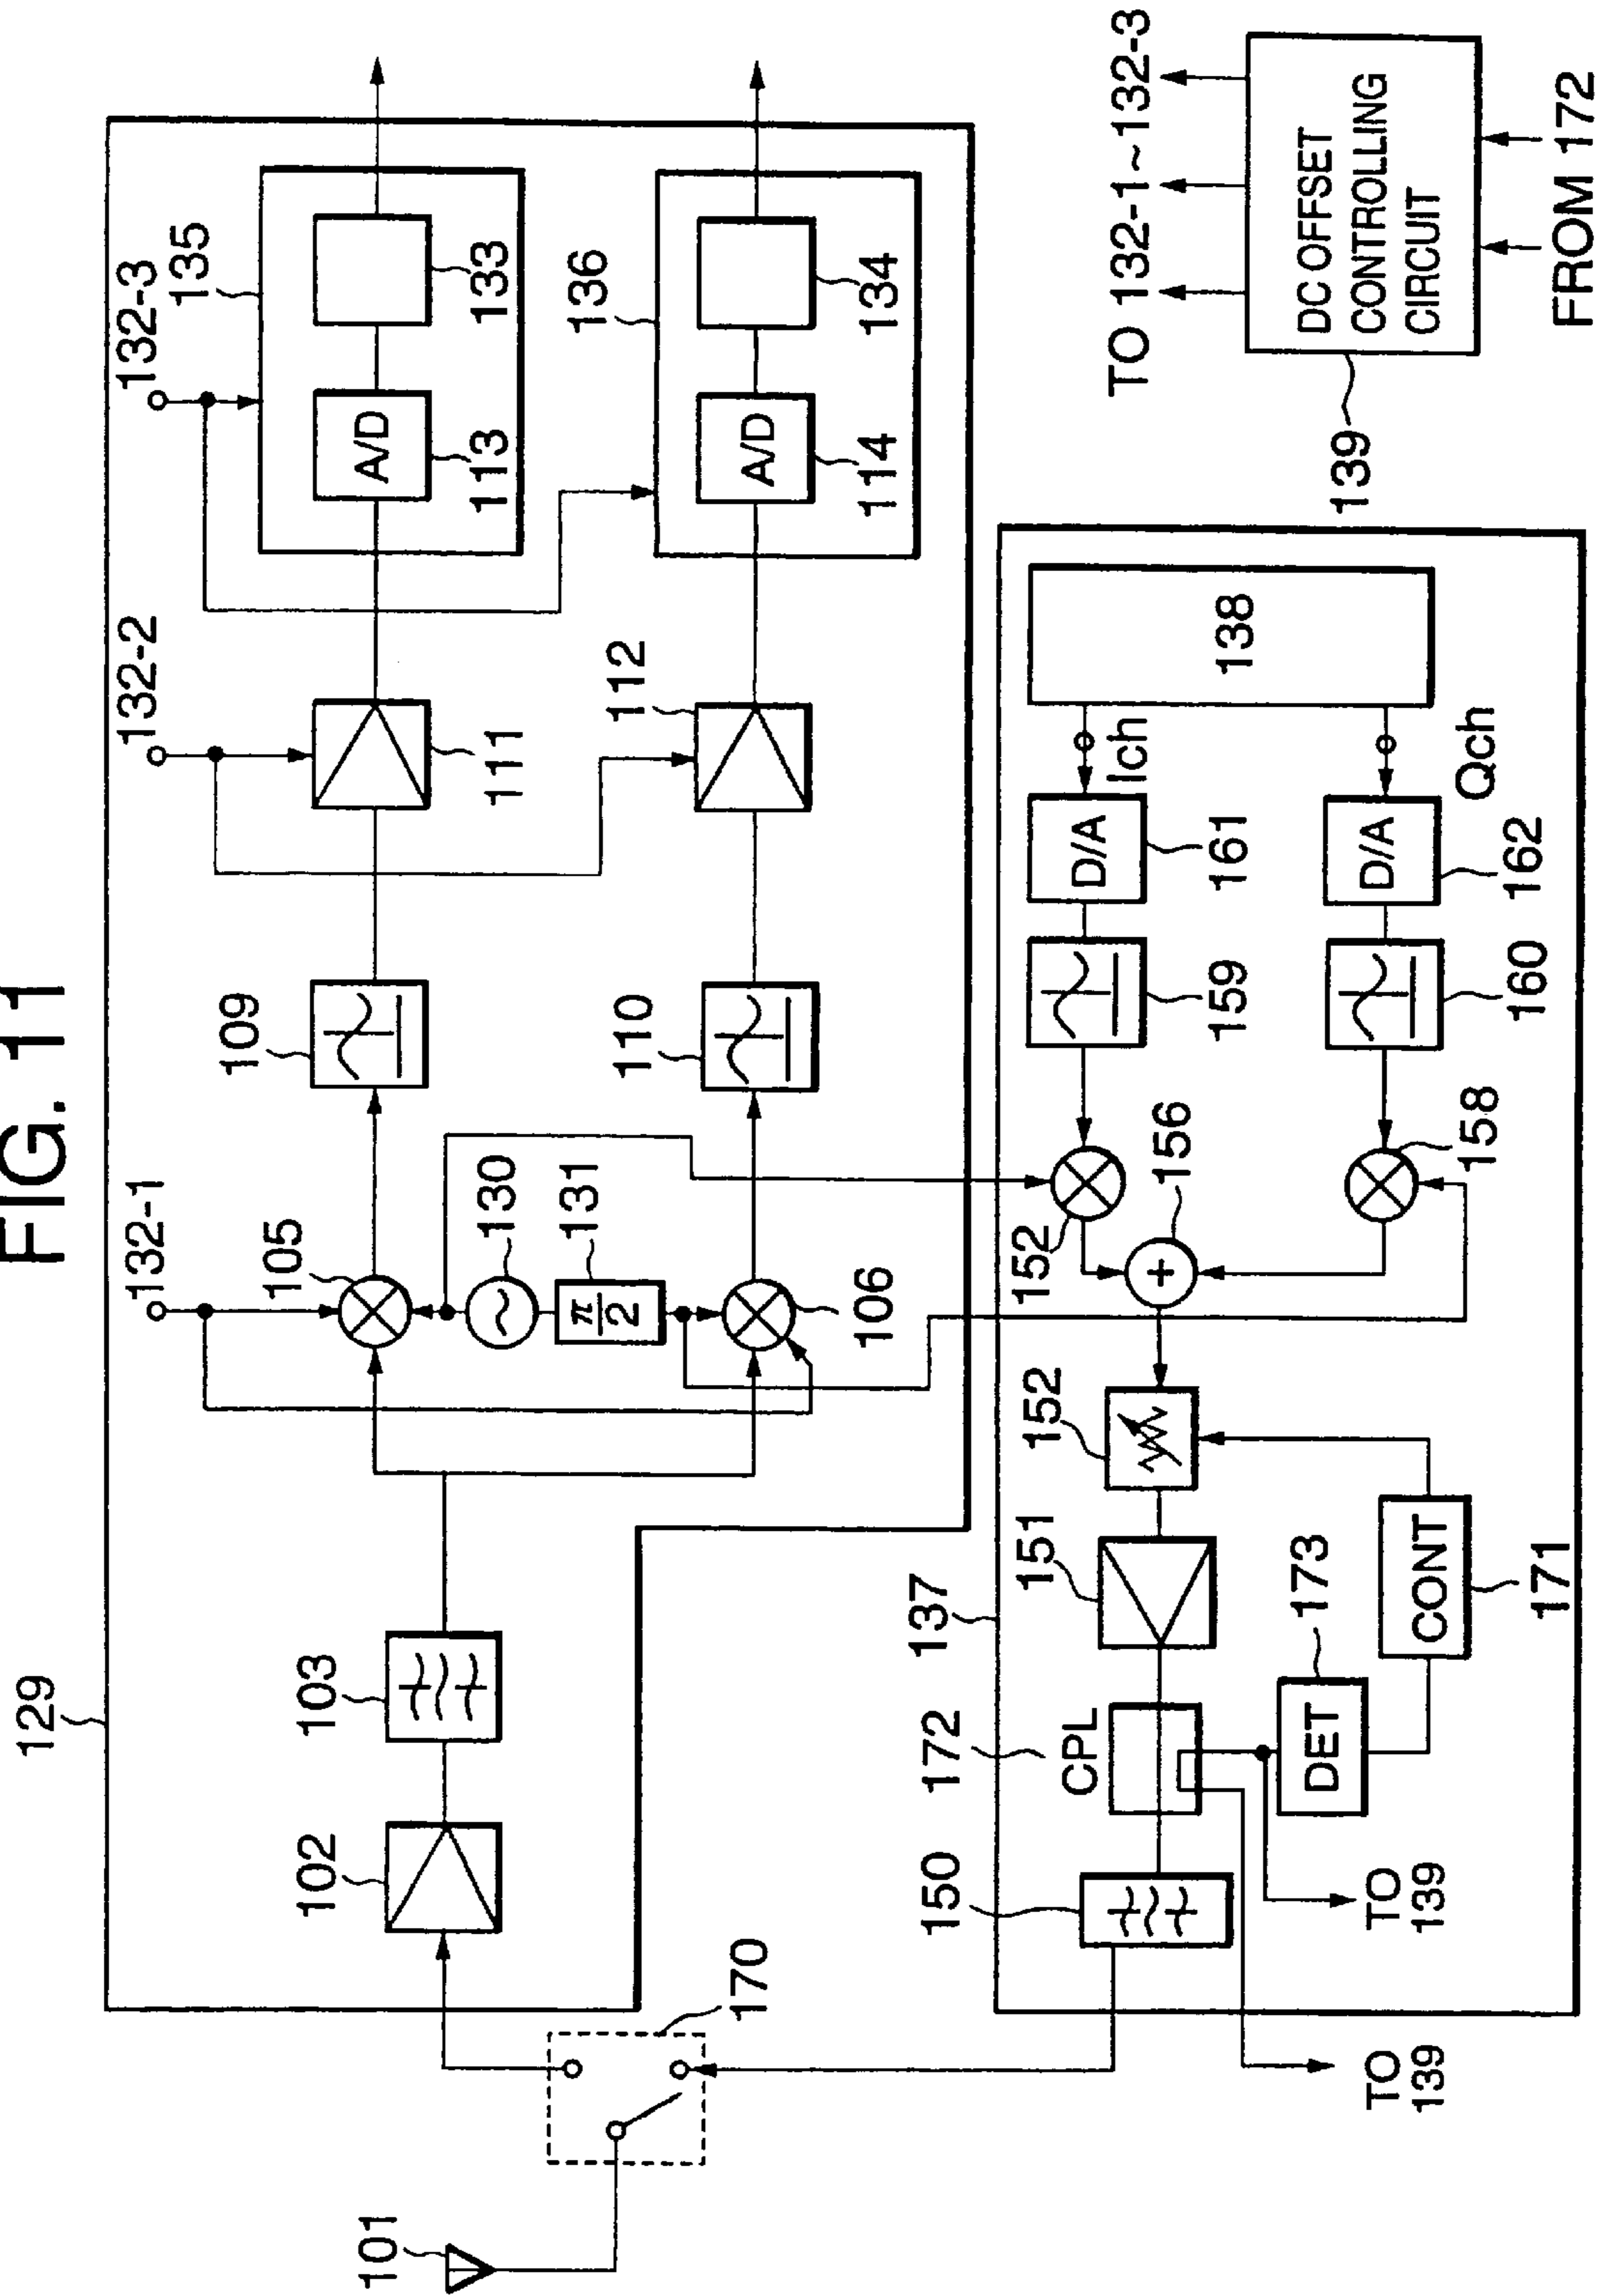 FIG. 11
129
132-1
132-2
132-3
135
105
109
102
103
130
131
π
2
111
A/D
113
133
136
110
112
106
A/D
114
134
101
170
137
TO 132-1~132-3
139
DC OFFSET
CONTROLLING
CIRCUIT
FROM 172
150
172
CPL
151
152
152
156
159
D/A
161
Ich
138
173
DET
CONT
171
158
160
D/A
162
Qch
TO
139
TO
139